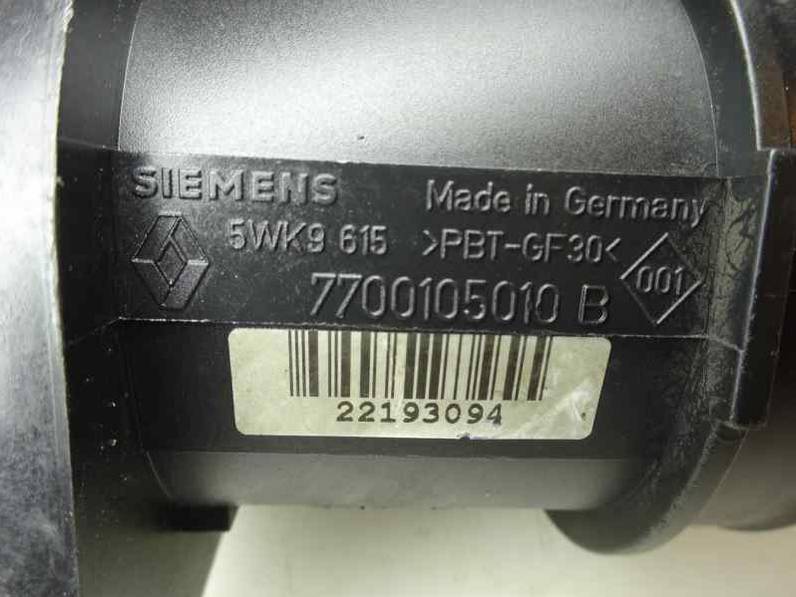 SIEMENS Made in Germany
5WK9 615 >PBT-GF30< 001
7700105010 B
22193094